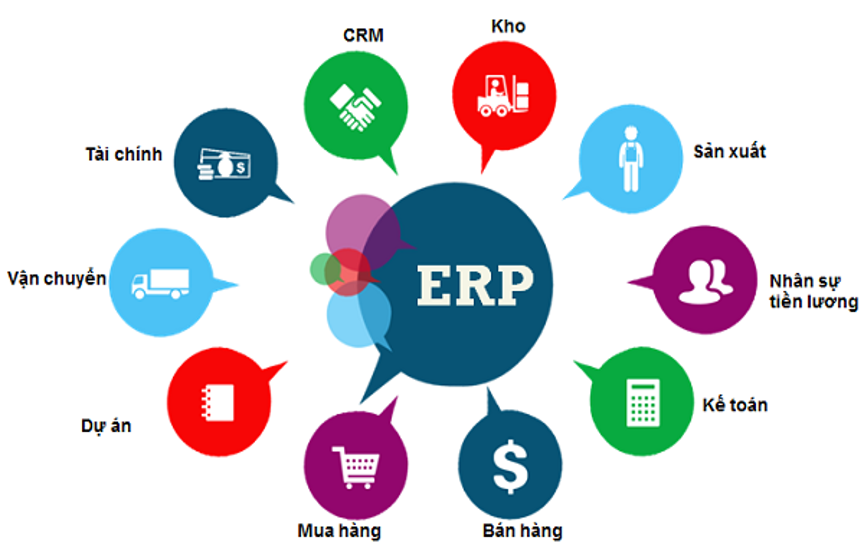 CRM
Kho
Tài chính
Sản xuất
$
Vận chuyển
ERP
Nhân sự
tiền lương
Dự án
Kế toán
$
Mua hàng
Bán hàng